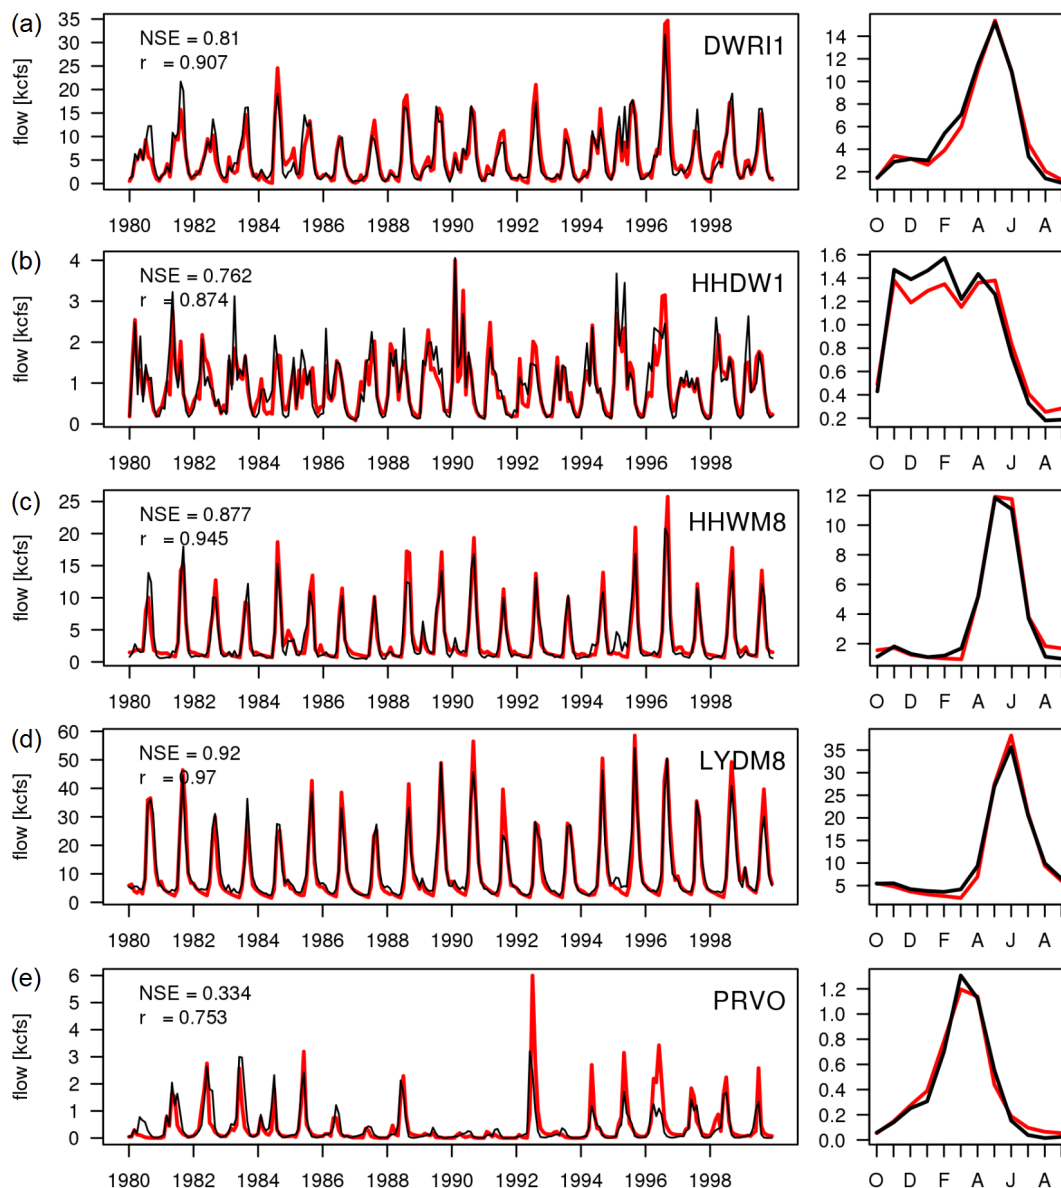 (a)
NSE = 0.81
r = 0.907
DWRI1
flow [kcfs]
35
30
25
20
15
10
5
0
1980 1982 1984 1986 1988 1990 1992 1994 1996 1998
14
12
10
8
6
4
2
O D F A J A
(b)
NSE = 0.762
r = 0.874
HHDW1
flow [kcfs]
4
3
2
1
0
1980 1982 1984 1986 1988 1990 1992 1994 1996 1998
1.6
1.4
1.2
1.0
0.8
0.6
0.4
0.2
O D F A J A
(c)
NSE = 0.877
r = 0.945
HHWM8
flow [kcfs]
25
20
15
10
5
0
1980 1982 1984 1986 1988 1990 1992 1994 1996 1998
12
10
8
6
4
2
O D F A J A
(d)
NSE = 0.92
r = 0.97
LYDM8
flow [kcfs]
60
50
40
30
20
10
0
1980 1982 1984 1986 1988 1990 1992 1994 1996 1998
35
30
25
20
15
10
5
O D F A J A
(e)
NSE = 0.334
r = 0.753
PRVO
flow [kcfs]
6
5
4
3
2
1
0
1980 1982 1984 1986 1988 1990 1992 1994 1996 1998
1.2
1.0
0.8
0.6
0.4
0.2
0.0
O D F A J A